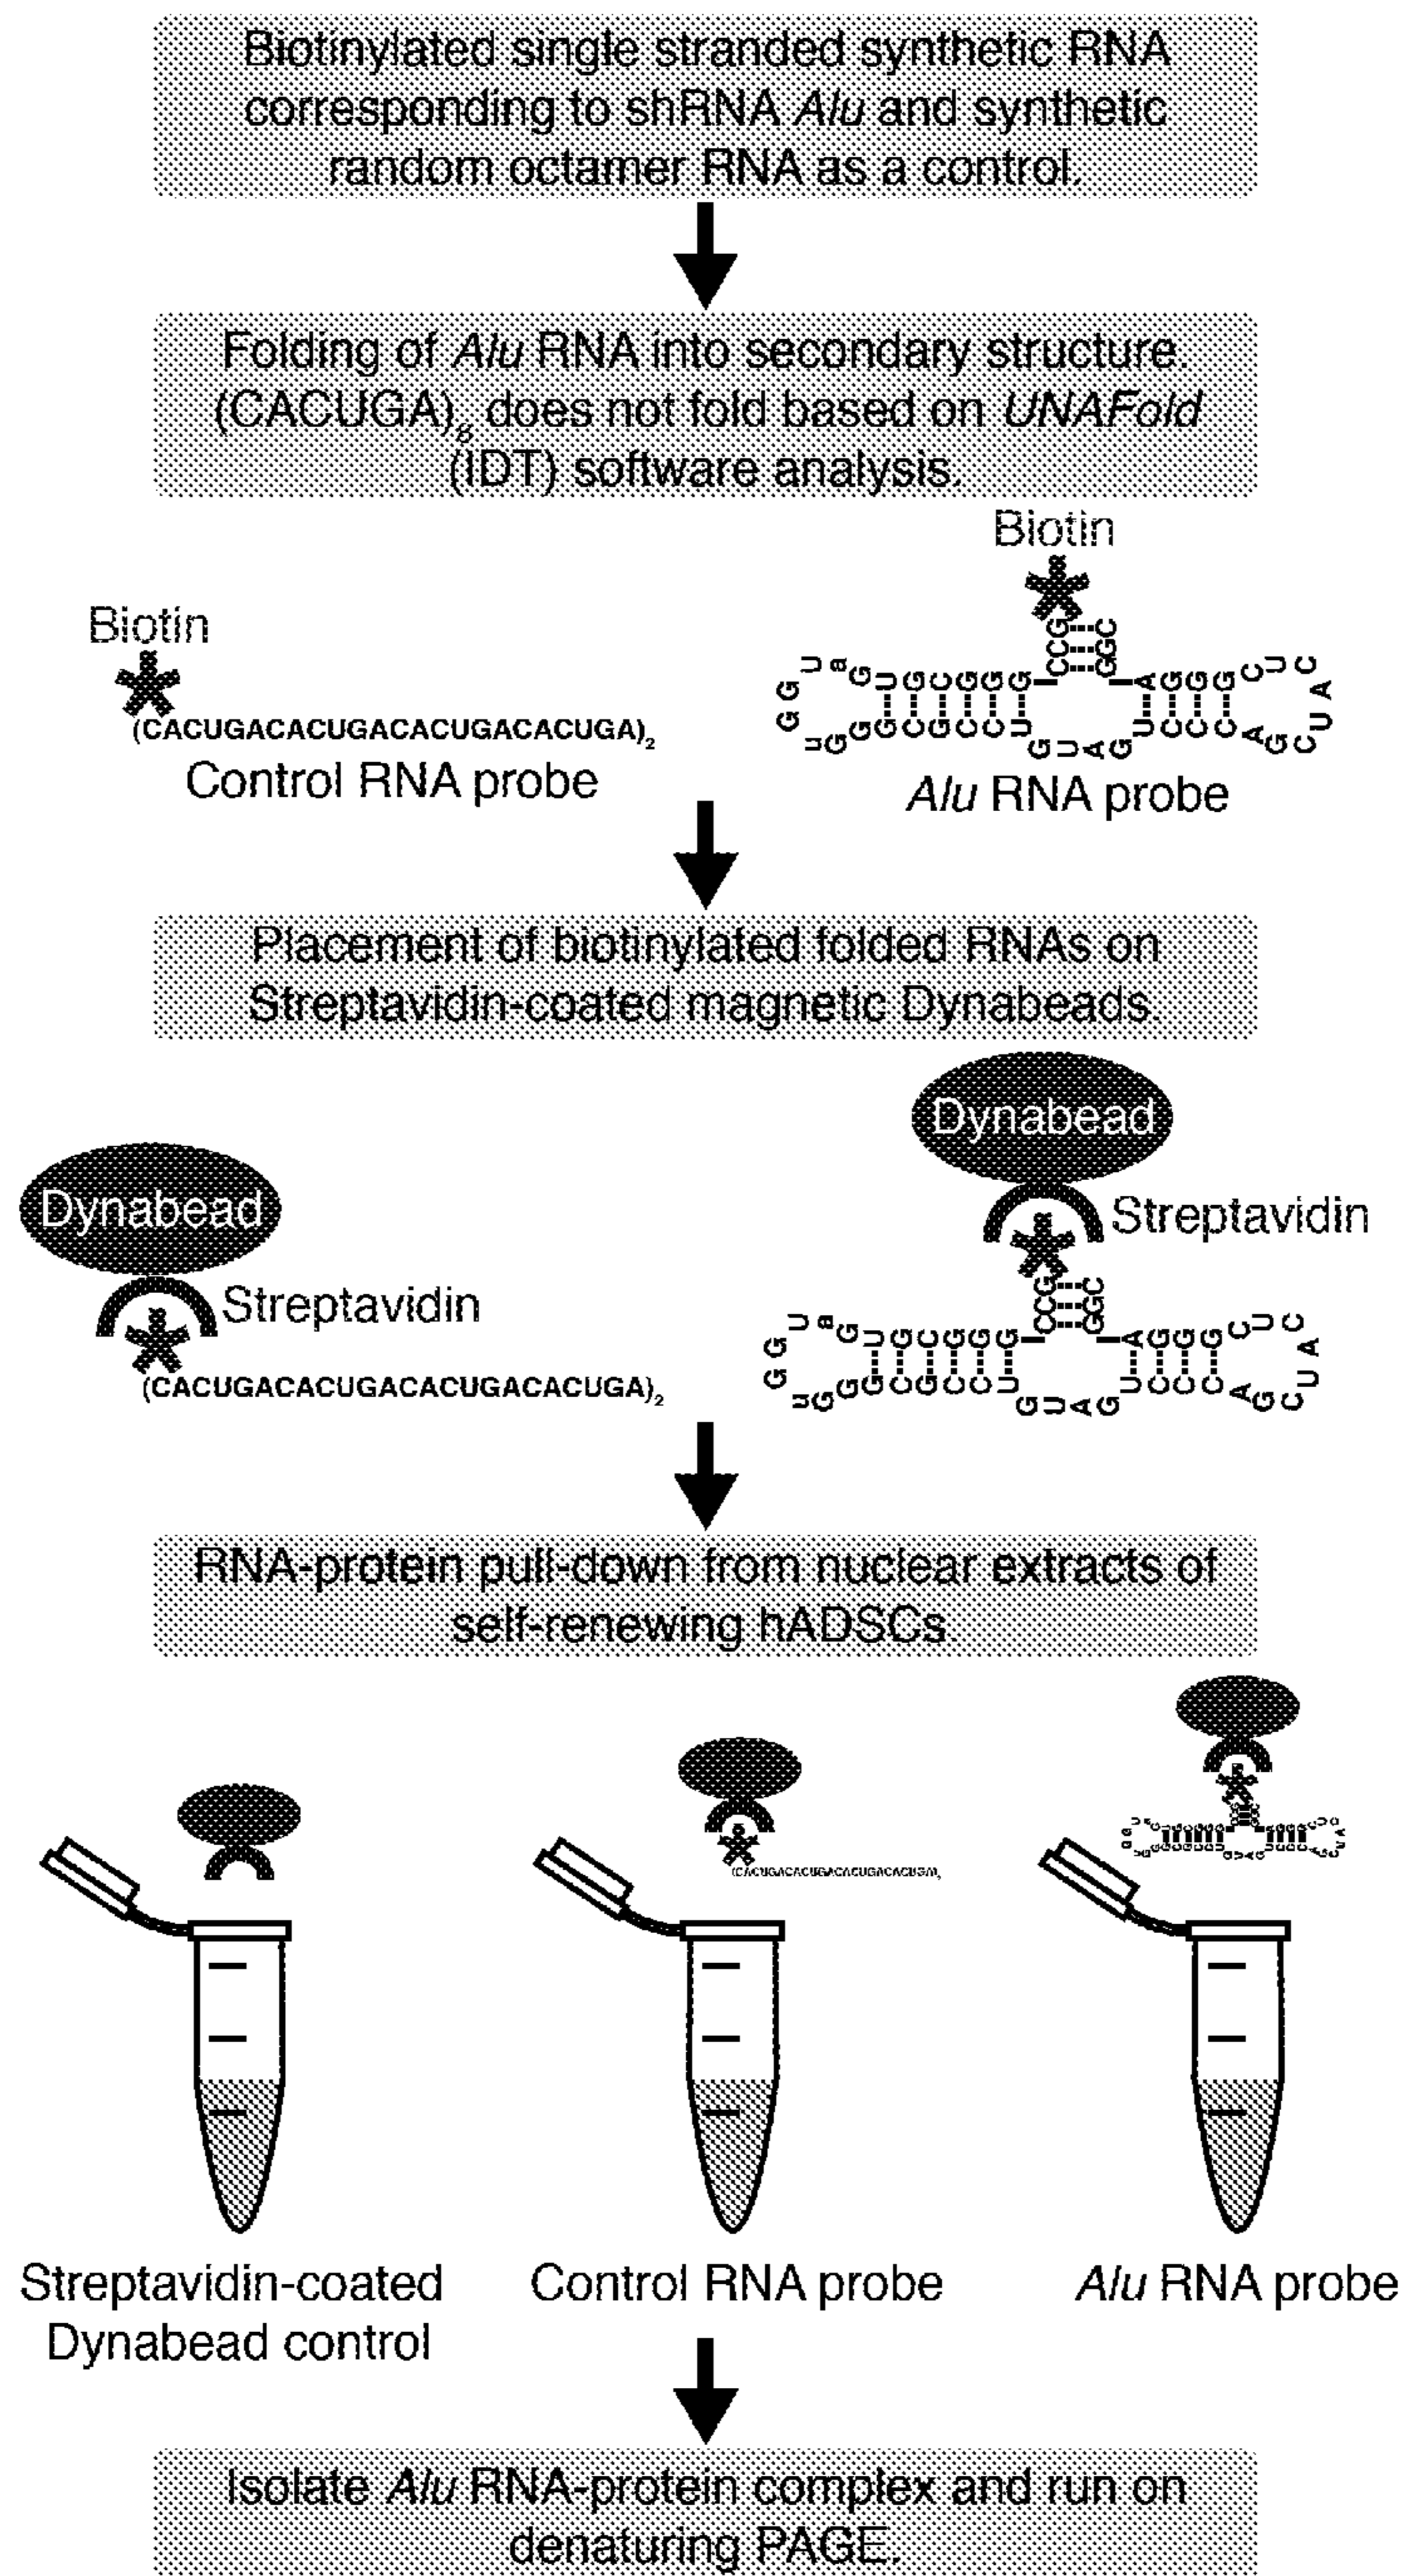 Biotinylated single stranded synthetic RNA
corresponding to shRNA Alu and synthetic
random octamer RNA as a control.
Folding of Alu RNA into secondary structure.
(CACUGA)8 does not fold based on UNAFold
(IDT) software analysis.
Biotin
Biotin
(CACUGACACUGACACUGACACUGA)2
Control RNA probe
Alu RNA probe
Placement of biotinylated folded RNAs on
Streptavidin-coated magnetic Dynabeads.
Dynabead
Streptavidin
Dynabead
Streptavidin
(CACUGACACUGACACUGACACUGA)2
RNA-protein pull-down from nuclear extracts of
self-renewing hADSCs
(CACUGACACUGACACUGACACUGA)2
Streptavidin-coated
Dynabead control
Control RNA probe
Alu RNA probe
Isolate Alu RNA-protein complex and run on
denaturing PAGE.